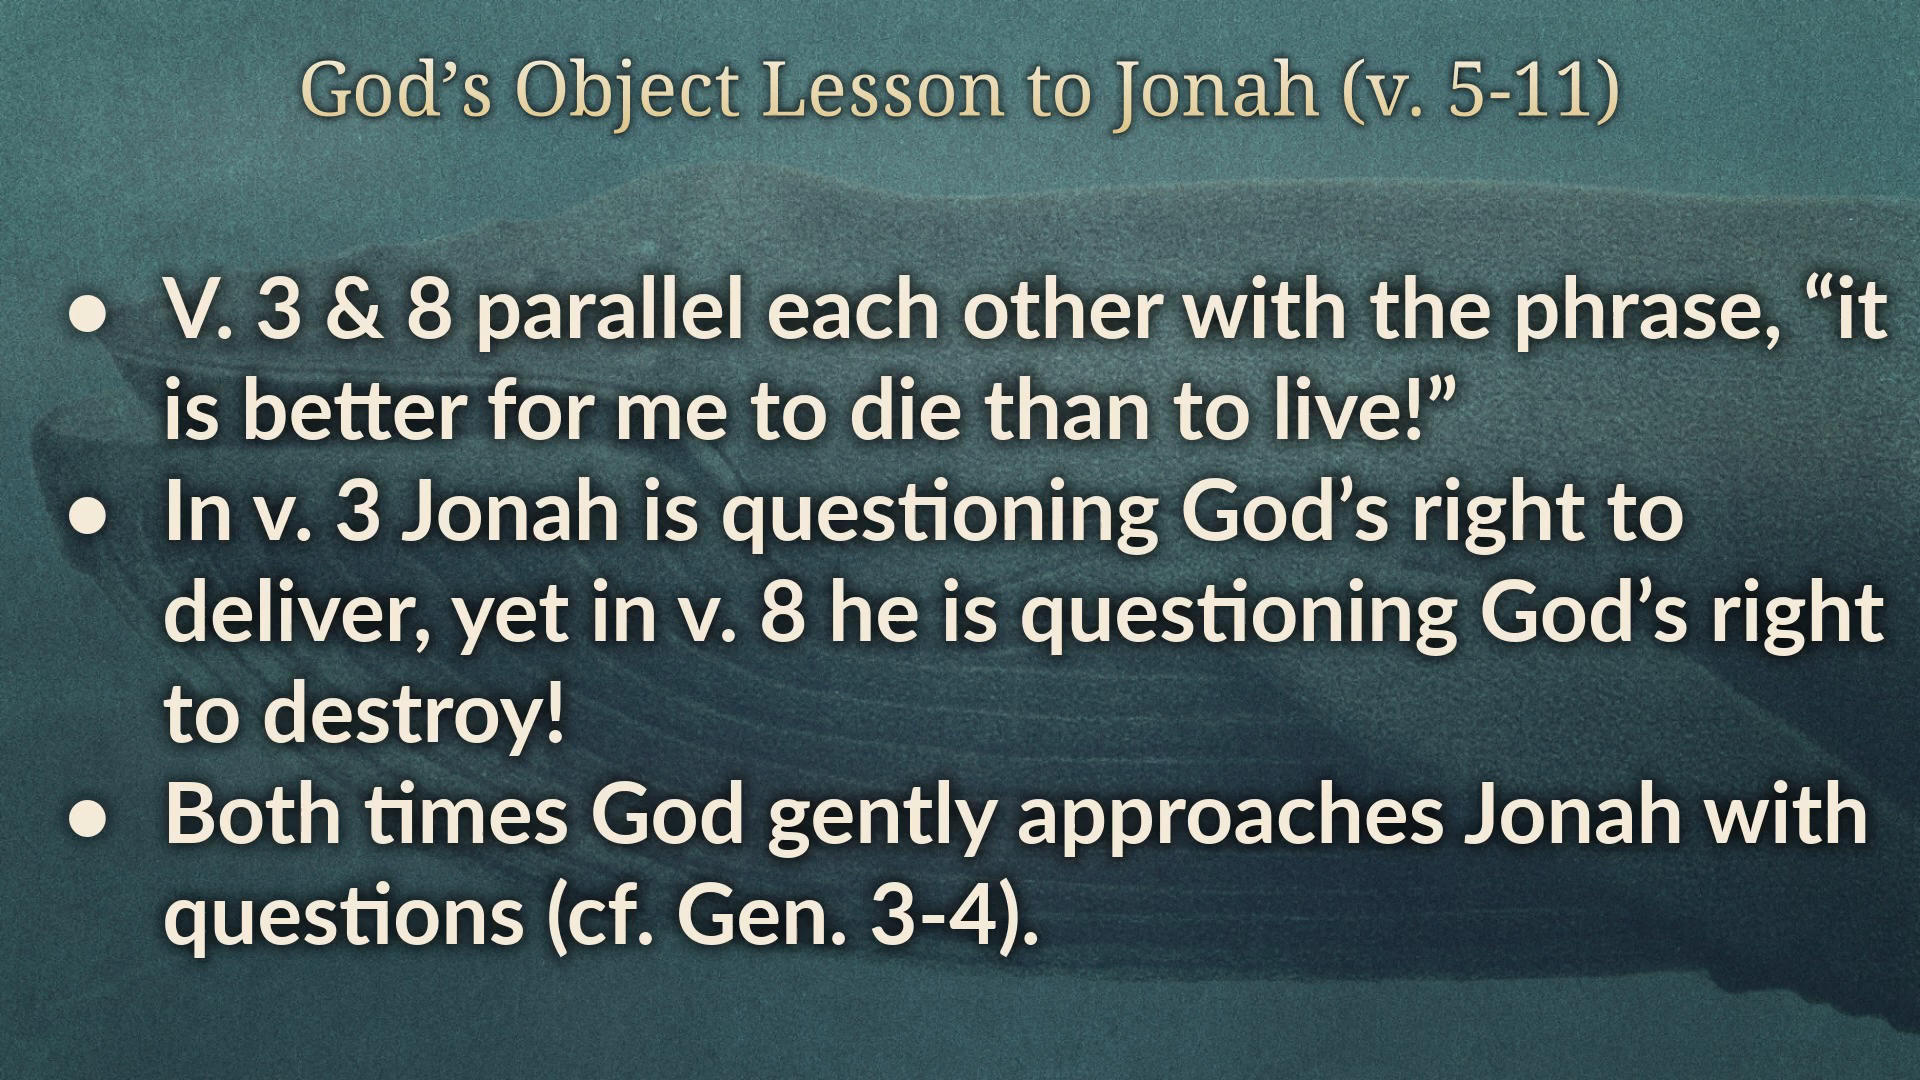 God’s Object Lesson to Jonah (v. 5-11)
● V. 3 & 8 parallel each other with the phrase, “it
is better for me to die than to live!”
● In v. 3 Jonah is questioning God’s right to
deliver, yet in v. 8 he is questioning God’s right
to destroy!
● Both times God gently approaches Jonah with
questions (cf. Gen. 3-4).